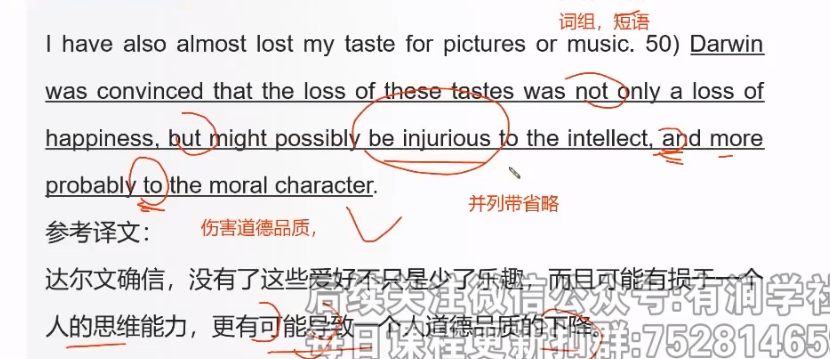 词组，短语
I have also almost lost my taste for pictures or music. 50) Darwin
was convinced that the loss of these tastes was not only a loss of
happiness, but might possibly be injurious to the intellect, and more
probably to the moral character.
并列带省略
参考译文：
伤害道德品质，
达尔文确信，没有了这些爱好不只是少了乐趣，而且可能有损于一个
人的思维能力，更有可能导致一个人道德品质的下降。
后续关注微信公众号:有润学社
每日课程更新扣群:75281465